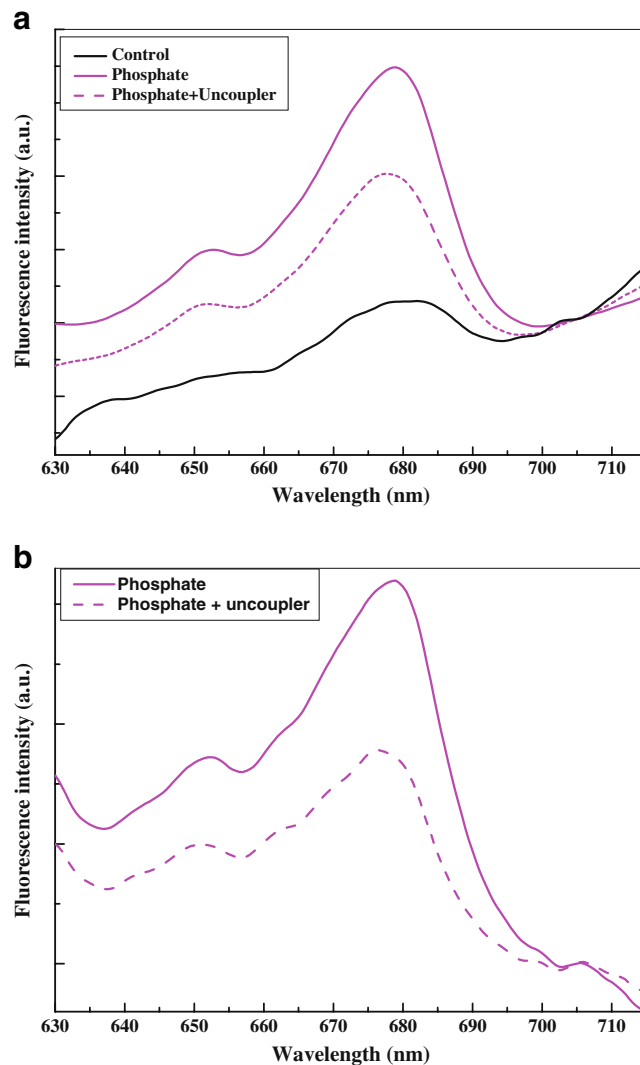 a
Control
Phosphate
Phosphate+Uncoupler
Fluorescence intensity (a.u.)
630 640 650 660 670 680 690 700 710
Wavelength (nm)
b
Phosphate
Phosphate + uncoupler
Fluorescence intensity (a.u.)
630 640 650 660 670 680 690 700 710
Wavelength (nm)